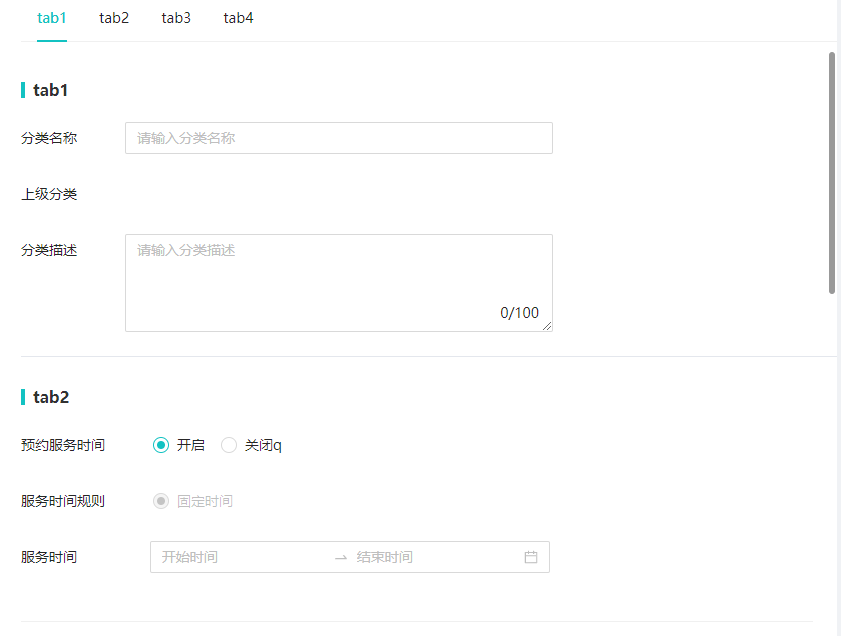 tab1 tab2 tab3 tab4
tab1
分类名称 请输入分类名称
上级分类
分类描述 请输入分类描述
0/100
tab2
预约服务时间 开启 关闭q
服务时间规则 固定时间
服务时间 开始时间 → 结束时间